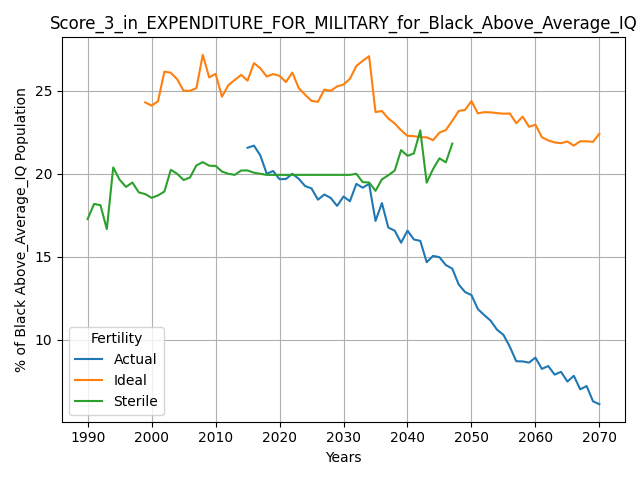 Score_3_in_EXPENDITURE_FOR_MILITARY_for_Black_Above_Average_IQ
% of Black Above_Average_IQ Population
25
20
15
10
Fertility
Actual
Ideal
Sterile
1990 2000 2010 2020 2030 2040 2050 2060 2070
Years